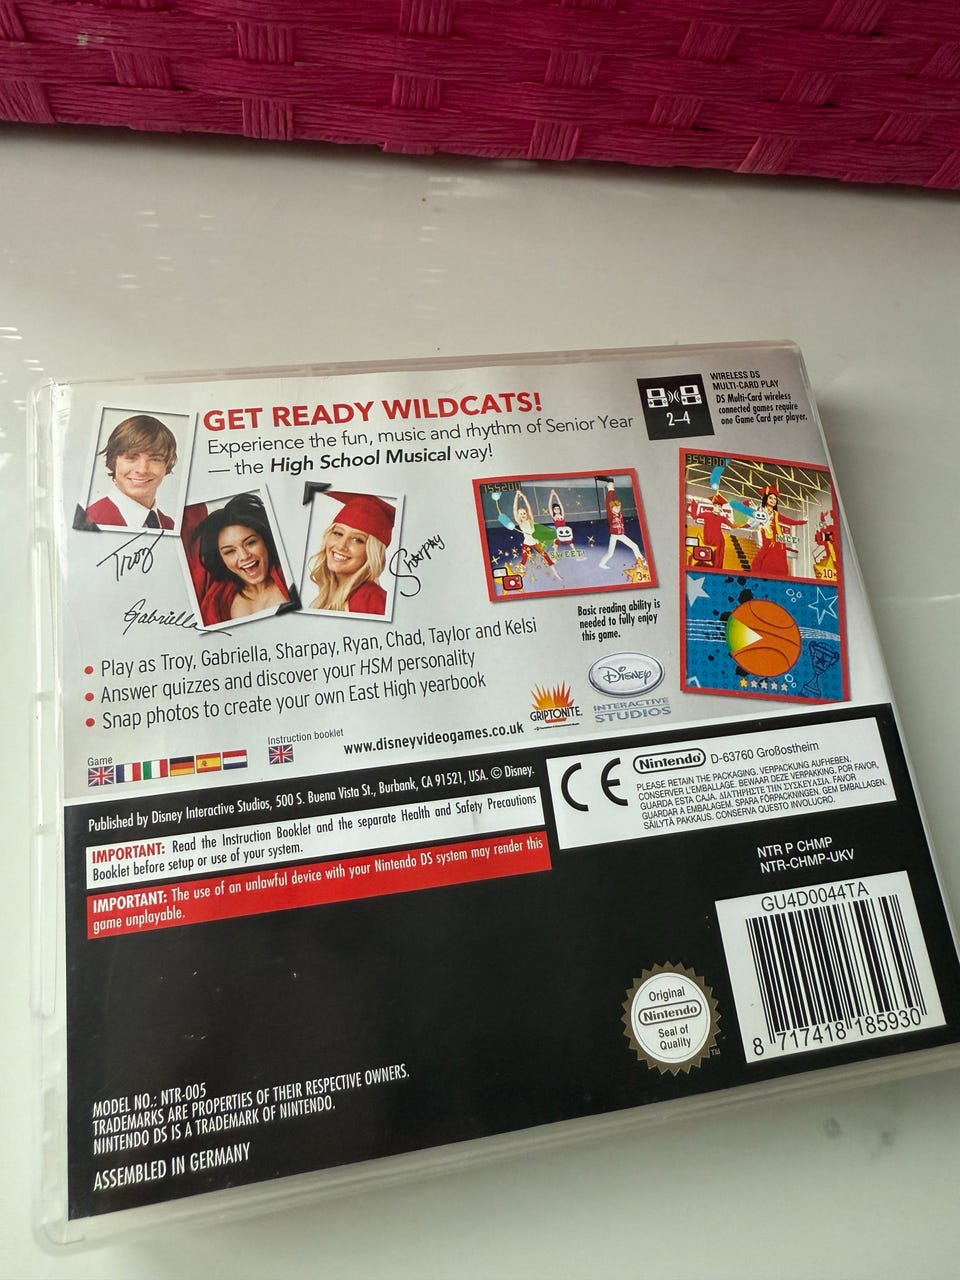 GET READY WILDCATS!
Experience the fun, music and rhythm of Senior Year
— the High School Musical way!
WIRELESS DS
MULTI-CARD PLAY
DS Multi-Card wireless
connected games require
one Game Card per player.
2–4
Troy
Gabriella
Sharpay
SWEET!
3x
354300
NICE!
10x
Basic reading ability is
needed to fully enjoy
this game.
• Play as Troy, Gabriella, Sharpay, Ryan, Chad, Taylor and Kelsi
• Answer quizzes and discover your HSM personality
• Snap photos to create your own East High yearbook
GRIPTONITE
DISNEY
INTERACTIVE
STUDIOS
Game
Instruction booklet
www.disneyvideogames.co.uk
Published by Disney Interactive Studios, 500 S. Buena Vista St., Burbank, CA 91521, USA. © Disney.
IMPORTANT: Read the Instruction Booklet and the separate Health and Safety Precautions
Booklet before setup or use of your system.
IMPORTANT: The use of an unlawful device with your Nintendo DS system may render this
game unplayable.
CE
Nintendo D-63760 Großostheim
PLEASE RETAIN THE PACKAGING. VERPACKUNG AUFHEBEN.
CONSERVER L'EMBALLAGE. BEWAAR DEZE VERPAKKING. POR FAVOR,
GUARDA ESTA CAJA. ΔΙΑΤΗΡΗΣΤΕ ΤΗ ΣΥΣΚΕΥΑΣΙΑ. FAVOR
GUARDAR A EMBALAGEM. SPARA FÖRPACKNINGEN. GEM EMBALLAGEN.
SÄILYTÄ PAKKAUS. CONSERVA QUESTO INVOLUCRO.
NTR P CHMP
NTR-CHMP-UKV
GU4D0044TA
8 717418 185930
Original
Nintendo
Seal of
Quality
MODEL NO.: NTR-005
TRADEMARKS ARE PROPERTIES OF THEIR RESPECTIVE OWNERS.
NINTENDO DS IS A TRADEMARK OF NINTENDO.
ASSEMBLED IN GERMANY